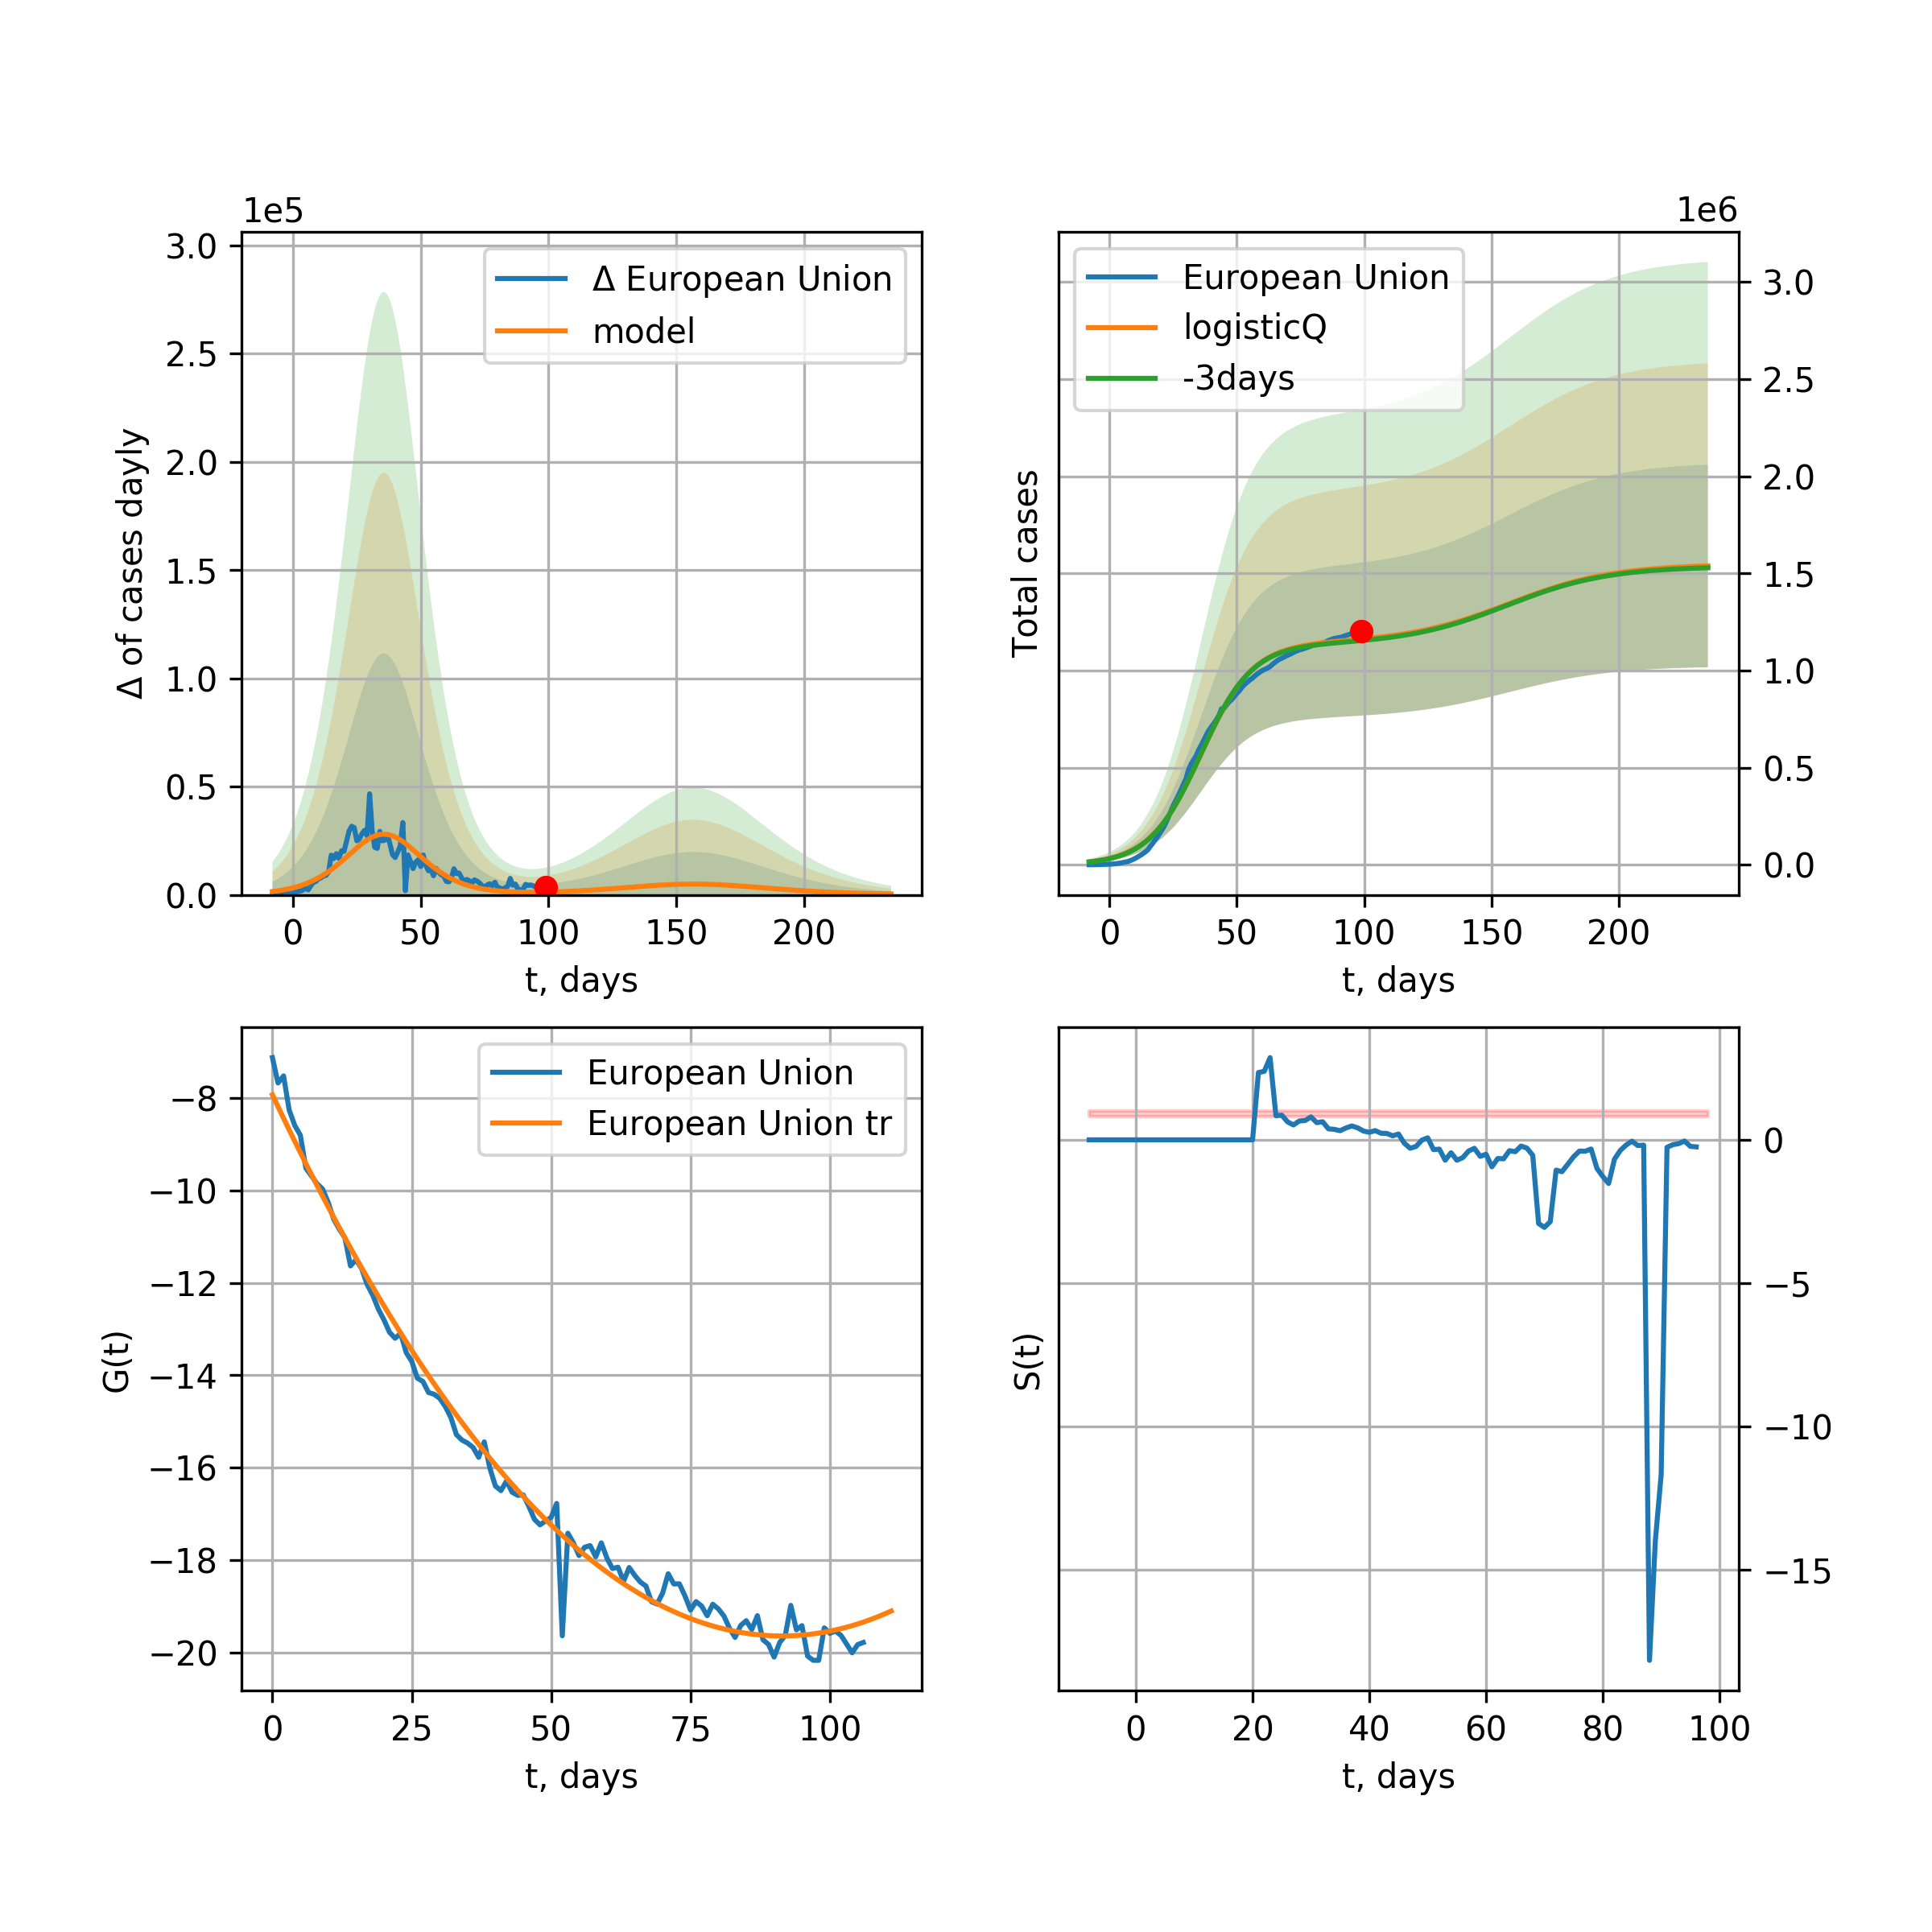 1e5
3.0
2.5
2.0
1.5
1.0
0.5
0.0
Δ of cases dayly
Δ European Union
model
0 50 100 150 200
t, days
1e6
Total cases
European Union
logisticQ
-3days
3.0
2.5
2.0
1.5
1.0
0.5
0.0
0 50 100 150 200
t, days
−8
−10
−12
−14
−16
−18
−20
G(t)
European Union
European Union tr
0 25 50 75 100
t, days
S(t)
0
−5
−10
−15
0 20 40 60 80 100
t, days